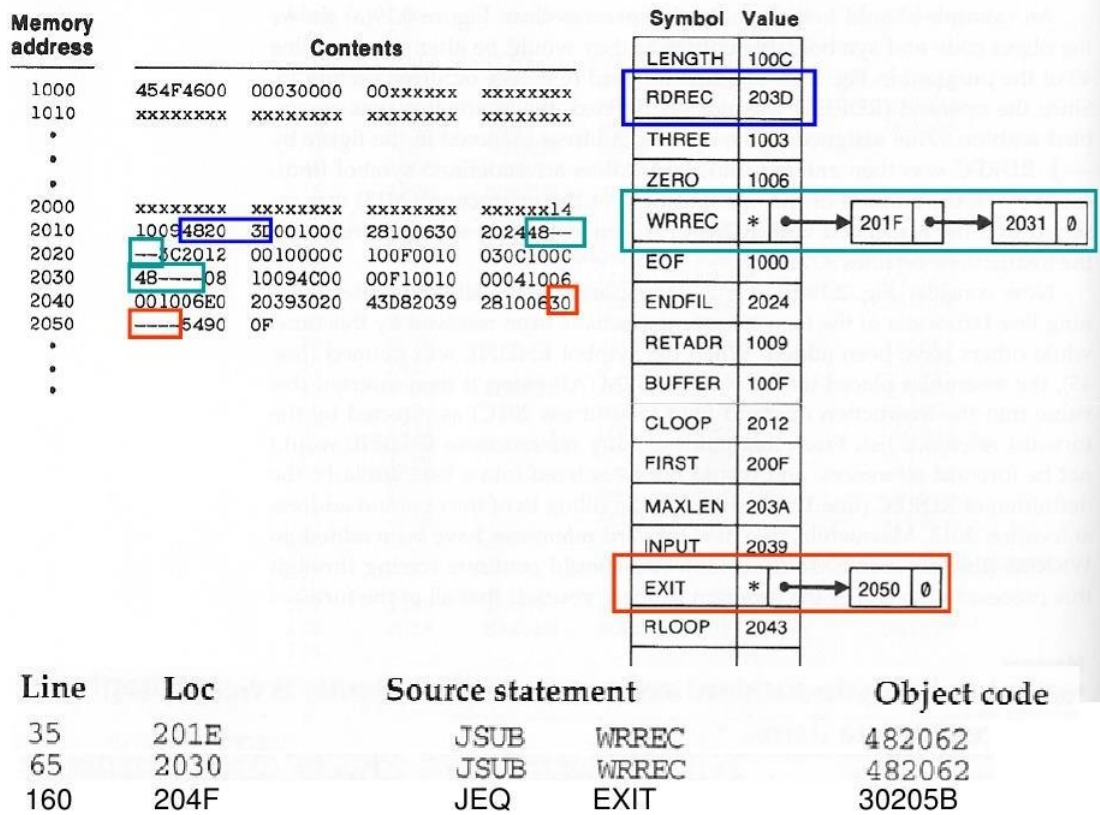 Memory
address Contents
1000 454F4600 00030000 00xxxxxx xxxxxxxx
1010 xxxxxxxx xxxxxxxx xxxxxxxx xxxxxxxx
2000 xxxxxxxx xxxxxxxx xxxxxxxx xxxxxx14
2010 10094820 3D00100C 28100630 202448--
2020 --3C2012 0010000C 100F0010 030C100C
2030 48----08 10094C00 00F10010 00041006
2040 001006E0 20393020 43D82039 28100630
2050 ----5490 0F
Symbol Value
LENGTH 100C
RDREC 203D
THREE 1003
ZERO 1006
WRREC * 201F 2031 0
EOF 1000
ENDFIL 2024
RETADR 1009
BUFFER 100F
CLOOP 2012
FIRST 200F
MAXLEN 203A
INPUT 2039
EXIT * 2050 0
RLOOP 2043
Line Loc Source statement Object code
35 201E JSUB WRREC 482062
65 2030 JSUB WRREC 482062
160 204F JEQ EXIT 30205B